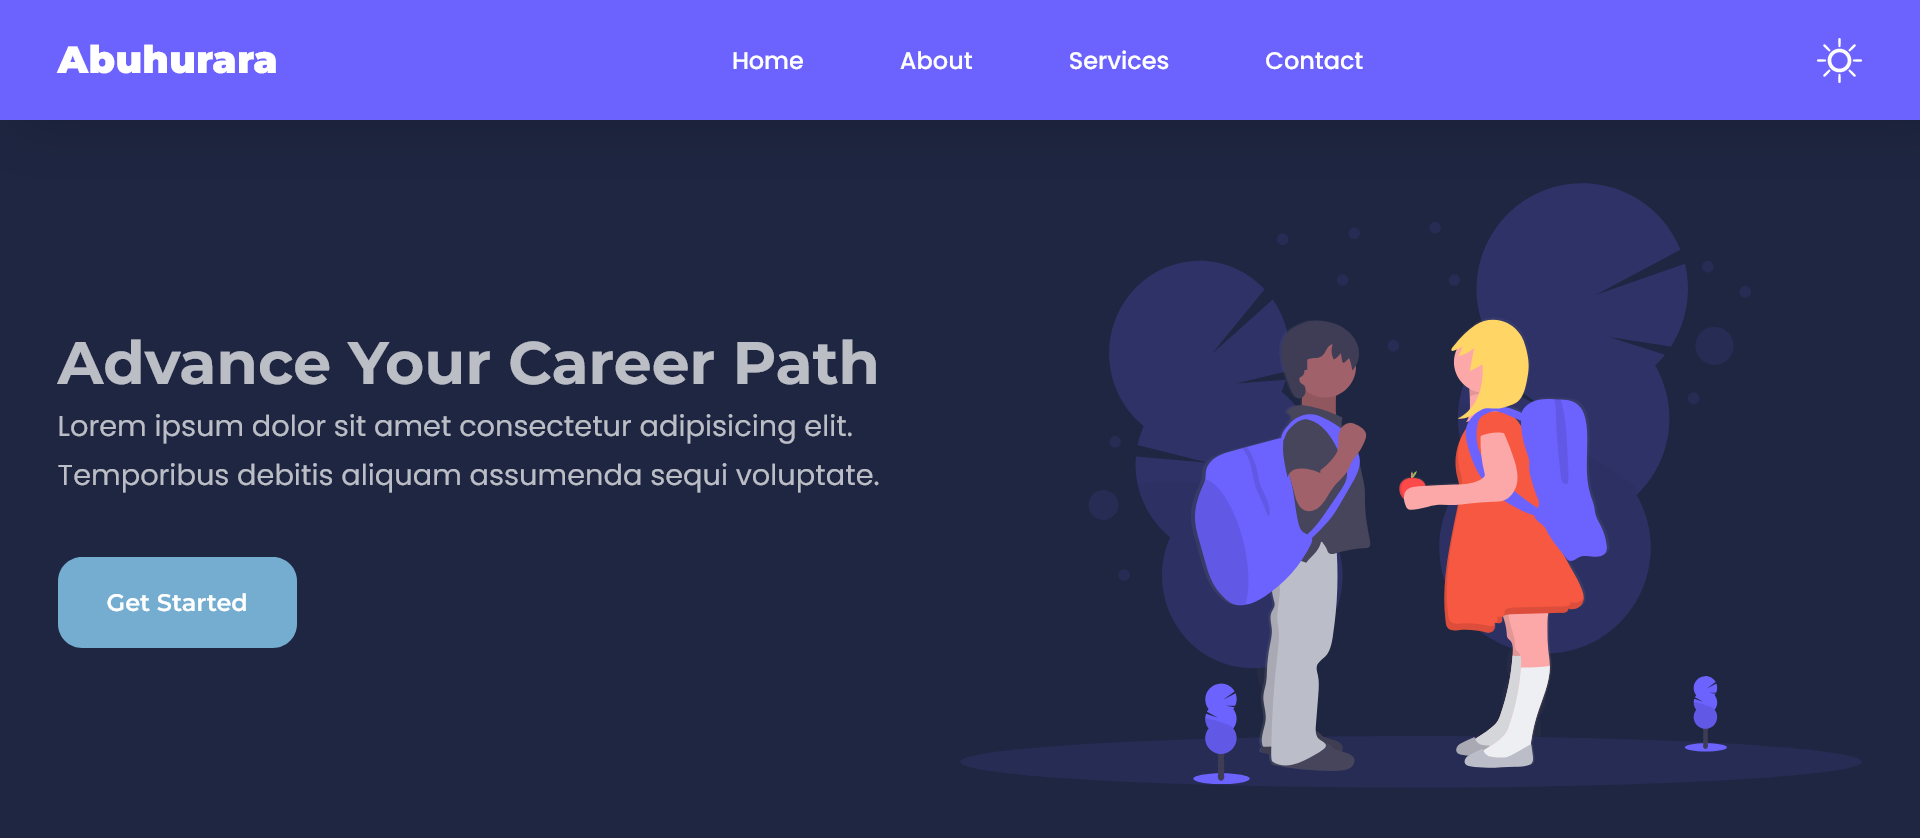 Abuhurara
Home
About
Services
Contact
Advance Your Career Path
Lorem ipsum dolor sit amet consectetur adipisicing elit.
Temporibus debitis aliquam assumenda sequi voluptate.
Get Started